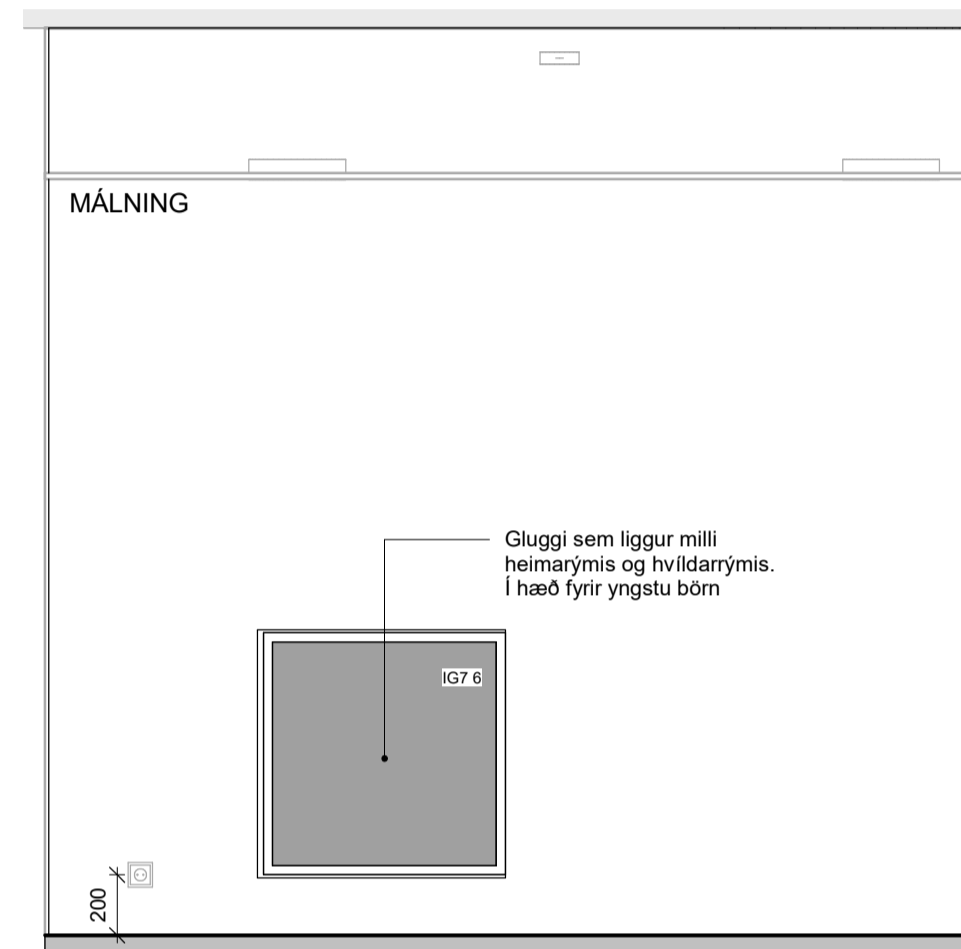 MÁLNING
Gluggi sem liggur milli
heimarýmis og hvíldarrýmis.
Í hæð fyrir yngstu börn
IG7 6
200